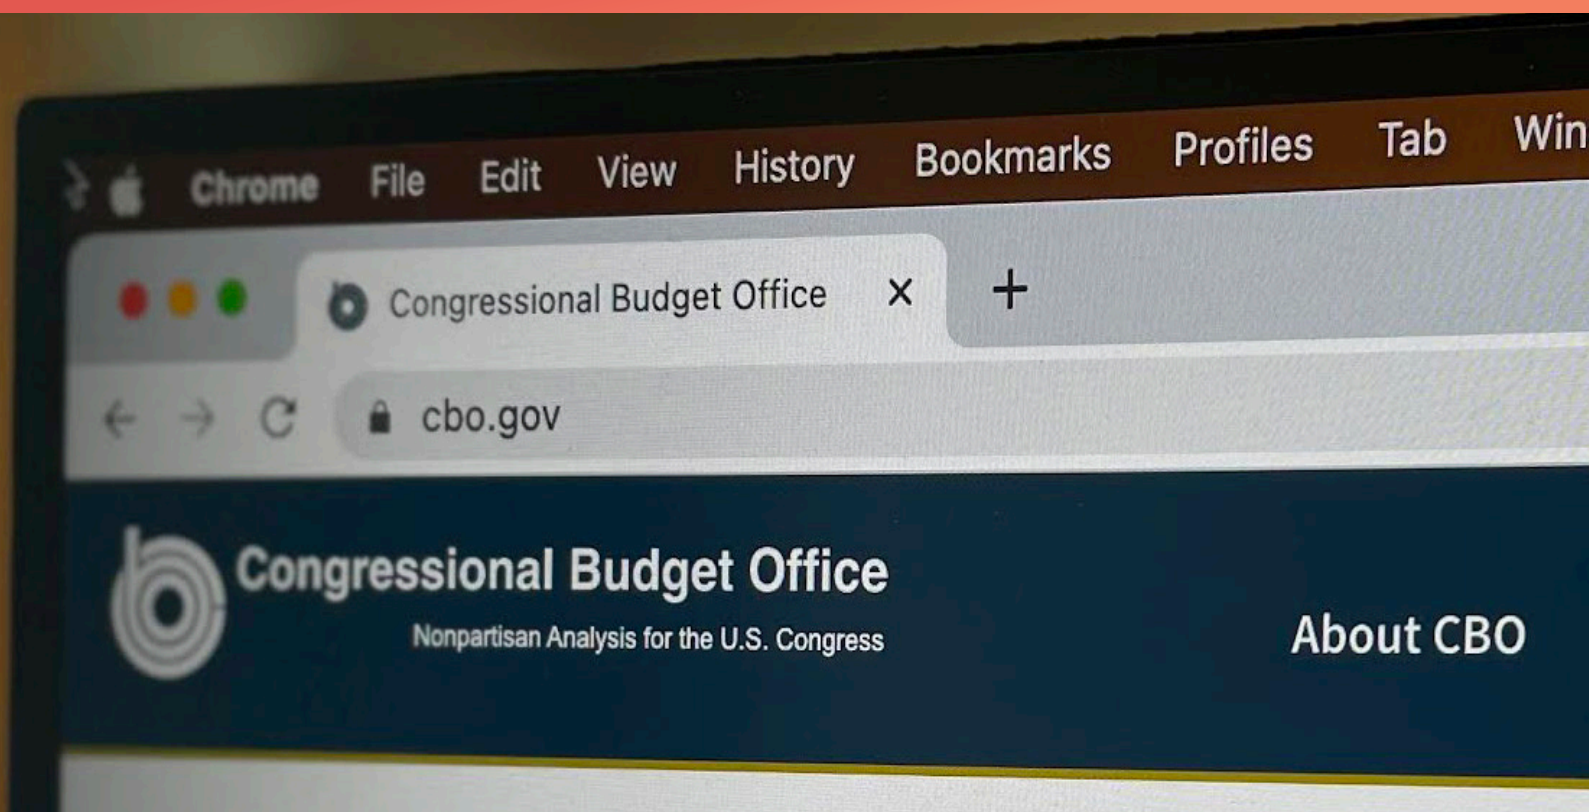 Chrome File Edit View History Bookmarks Profiles Tab Win
Congressional Budget Office
cbo.gov
Congressional Budget Office
Nonpartisan Analysis for the U.S. Congress
About CBO